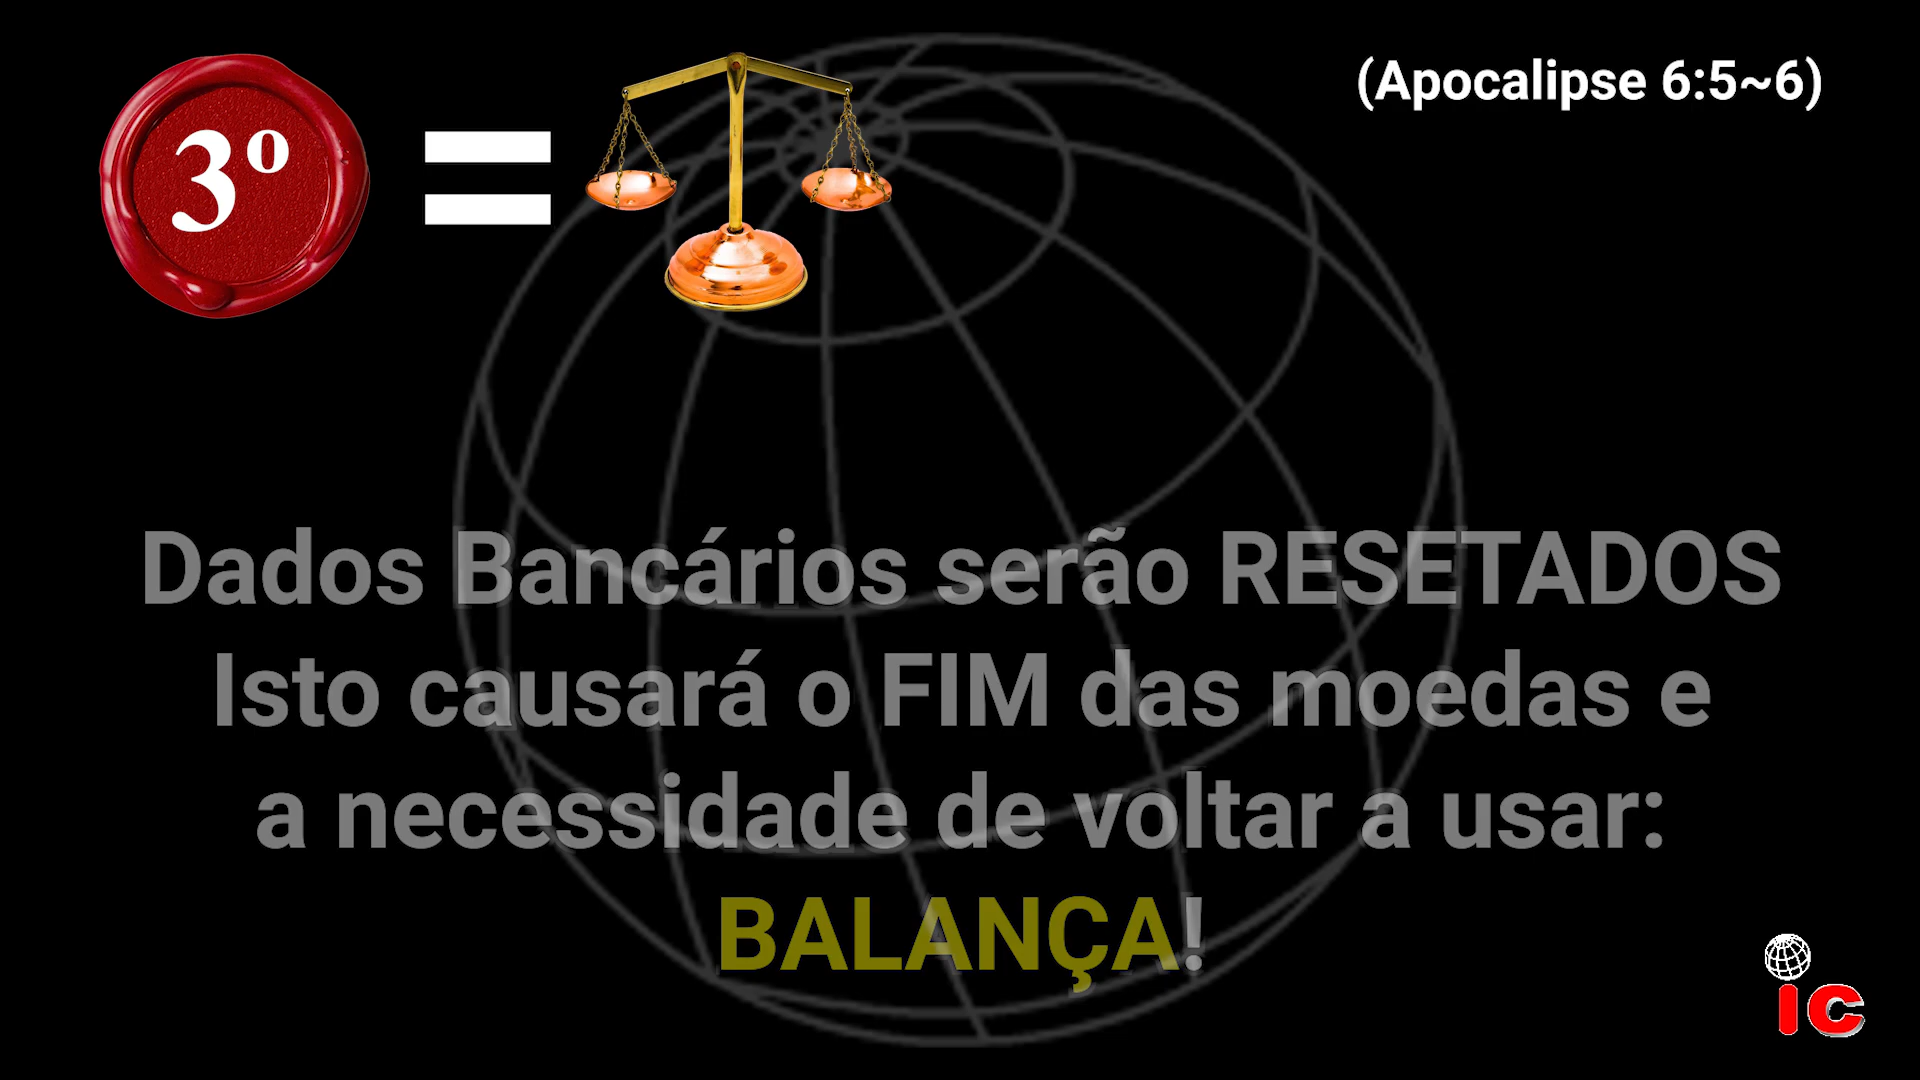 3º
(Apocalipse 6:5~6)
Dados Bancários serão RESETADOS
Isto causará o FIM das moedas e
a necessidade de voltar a usar:
BALANÇA!
iC